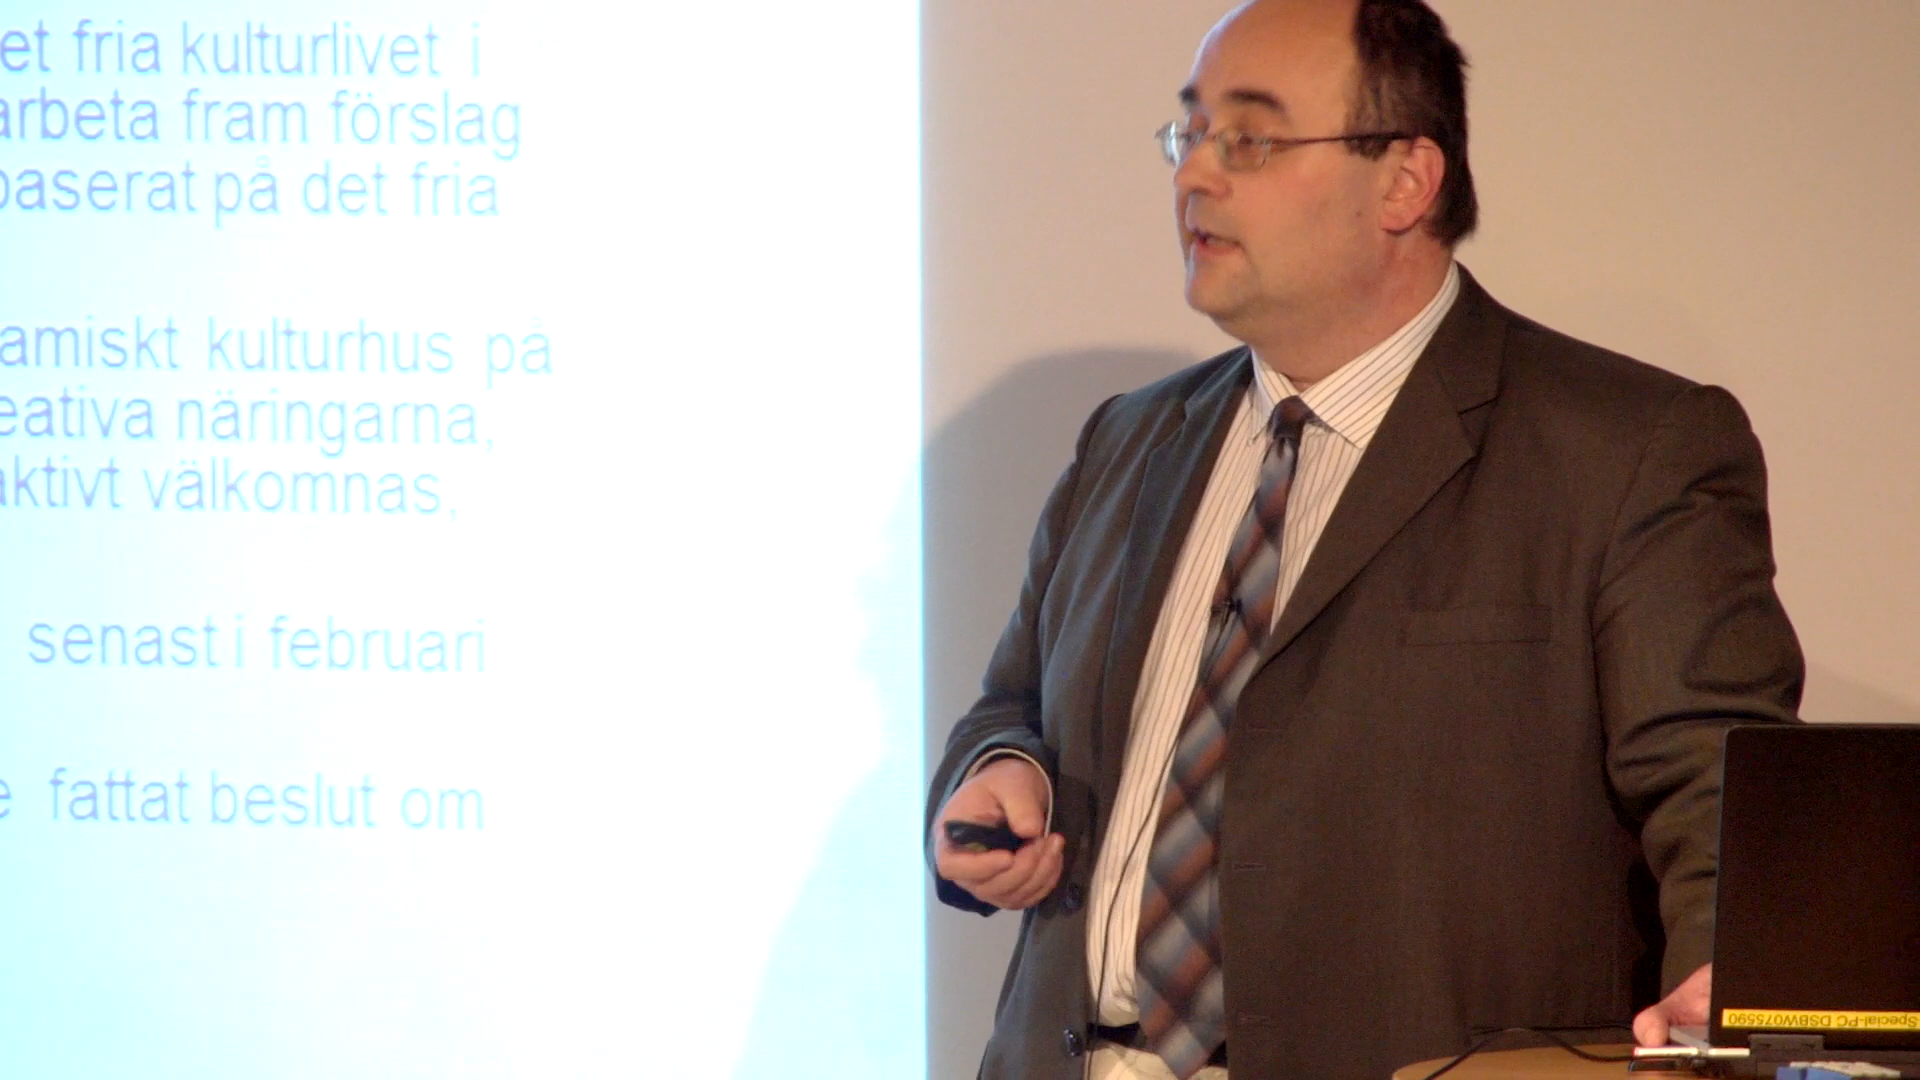 et fria kulturlivet i
arbeta fram förslag
baserat på det fria
amiskt kulturhus på
eativa näringarna,
aktivt välkomnas,
senast i februari
e fattat beslut om
Special-PC DSBW075590